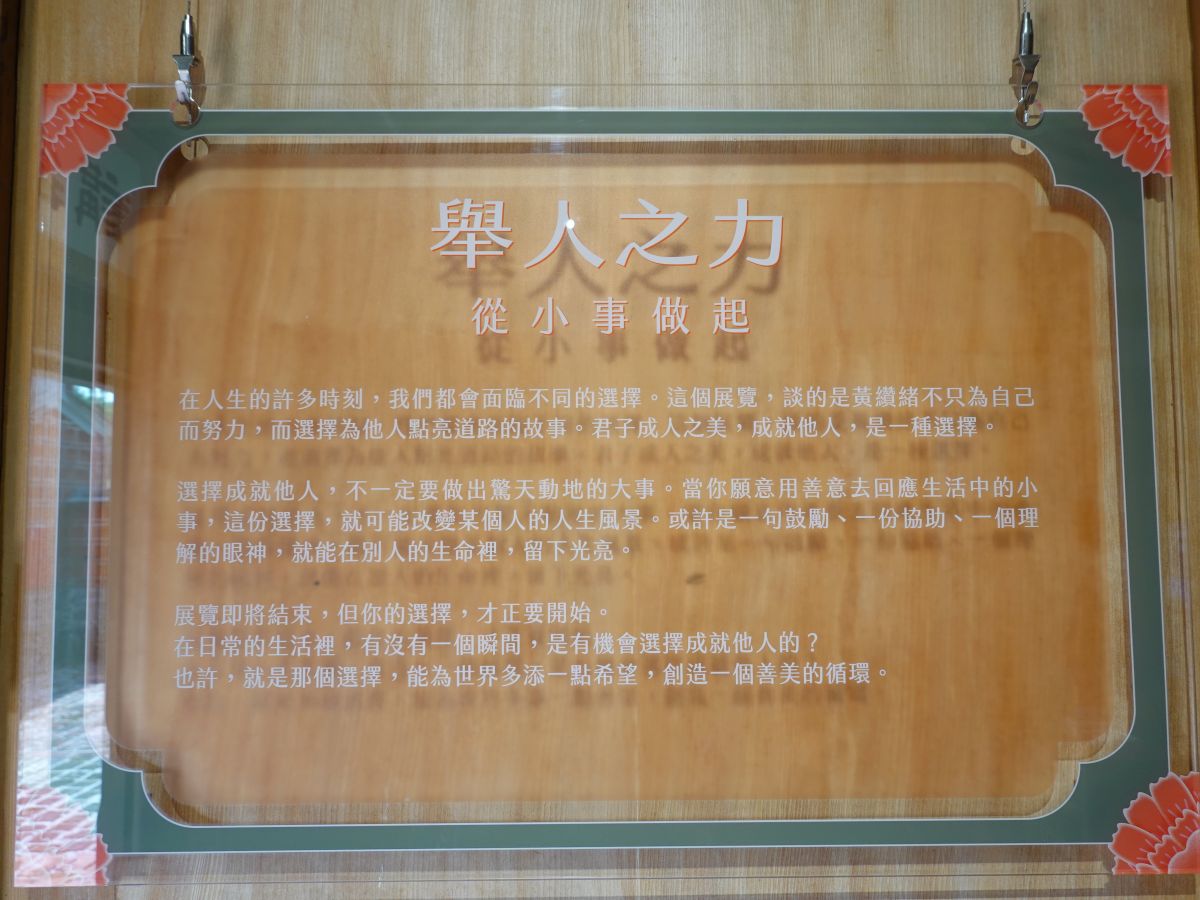 舉人之力
從小事做起
在人生的許多時刻，我們都會面臨不同的選擇。這個展覽，談的是黃纘緒不只為自己
而努力，而選擇為他人點亮道路的故事。君子成人之美，成就他人，是一種選擇。
選擇成就他人，不一定要做出驚天動地的大事。當你願意用善意去回應生活中的小
事，這份選擇，就可能改變某個人的人生風景。或許是一句鼓勵、一份協助、一個理
解的眼神，就能在別人的生命裡，留下光亮。
展覽即將結束，但你的選擇，才正要開始。
在日常的生活裡，有沒有一個瞬間，是有機會選擇成就他人的？
也許，就是那個選擇，能為世界多添一點希望，創造一個善美的循環。